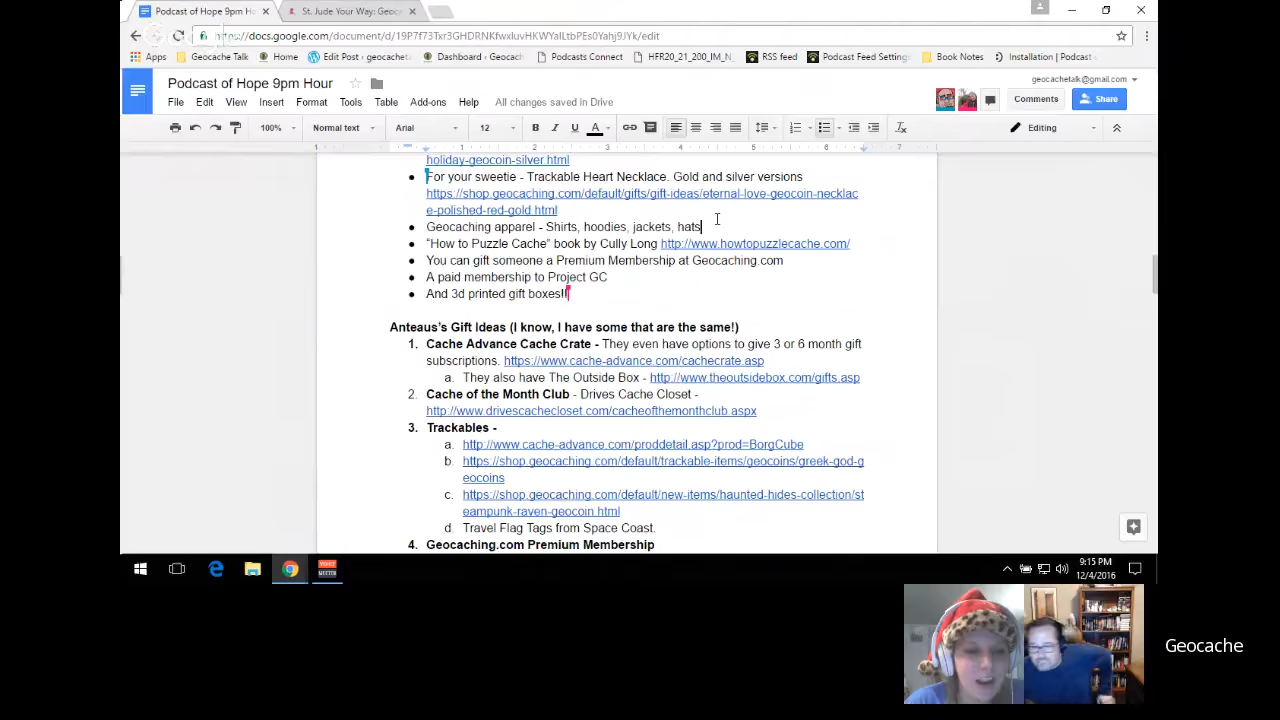 Podcast of Hope 9pm H
St. Jude Your Way: Geoc
https://docs.google.com/document/d/19P7f73Txr3GHDRNKfwxluvHKWYalLtbPEs0Yahj9JYk/edit
Apps
Geocache Talk
Home
Edit Post ‹ geocachet
Dashboard ‹ Geocach
Podcasts Connect
HFR20_21_200_IM_N
RSS feed
Podcast Feed Setting
Book Notes
Installation | Podcast
Podcast of Hope 9pm Hour
geocachetalk@gmail.com
File Edit View Insert Format Tools Table Add-ons Help All changes saved in Drive
Comments
Share
100% Normal text Arial 12 B I U A Editing
1 1 2 3 4 5 6 7
holiday-geocoin-silver.html
● For your sweetie - Trackable Heart Necklace. Gold and silver versions
https://shop.geocaching.com/default/gifts/gift-ideas/eternal-love-geocoin-necklac
e-polished-red-gold.html
● Geocaching apparel - Shirts, hoodies, jackets, hats
● “How to Puzzle Cache” book by Cully Long http://www.howtopuzzlecache.com/
● You can gift someone a Premium Membership at Geocaching.com
● A paid membership to Project GC
● And 3d printed gift boxes!!
Anteaus’s Gift Ideas (I know, I have some that are the same!)
1. Cache Advance Cache Crate - They even have options to give 3 or 6 month gift
subscriptions. https://www.cache-advance.com/cachecrate.asp
a. They also have The Outside Box - http://www.theoutsidebox.com/gifts.asp
2. Cache of the Month Club - Drives Cache Closet -
http://www.drivescachecloset.com/cacheofthemonthclub.aspx
3. Trackables -
a. http://www.cache-advance.com/proddetail.asp?prod=BorgCube
b. https://shop.geocaching.com/default/trackable-items/geocoins/greek-god-g
eocoins
c. https://shop.geocaching.com/default/new-items/haunted-hides-collection/st
eampunk-raven-geocoin.html
d. Travel Flag Tags from Space Coast.
4. Geocaching.com Premium Membership
9:15 PM
12/4/2016
Geocache